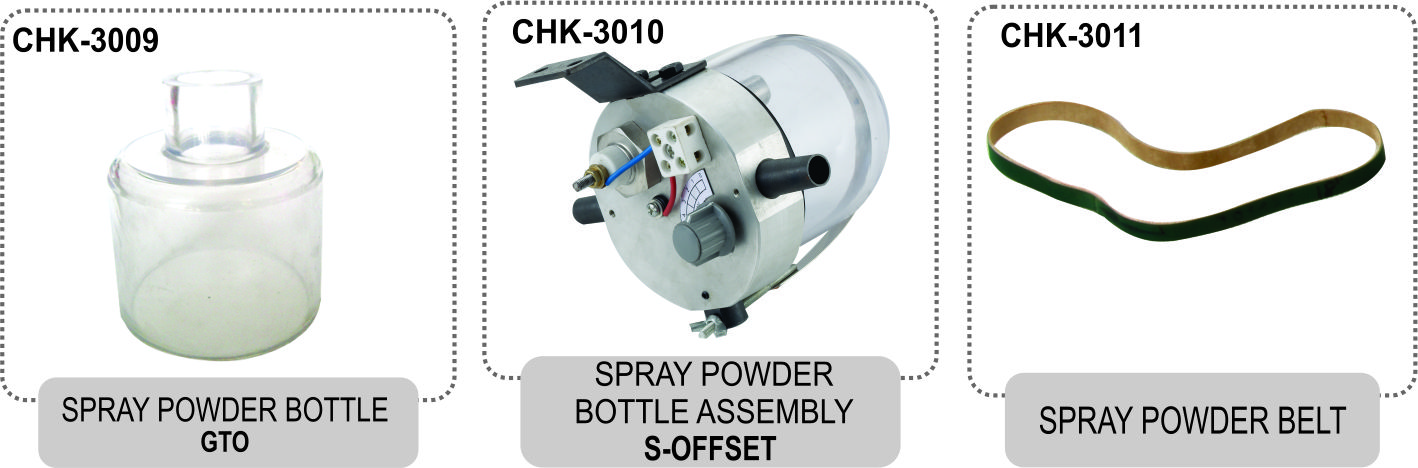 CHK-3009
SPRAY POWDER BOTTLE
GTO
CHK-3010
SPRAY POWDER
BOTTLE ASSEMBLY
S-OFFSET
CHK-3011
SPRAY POWDER BELT